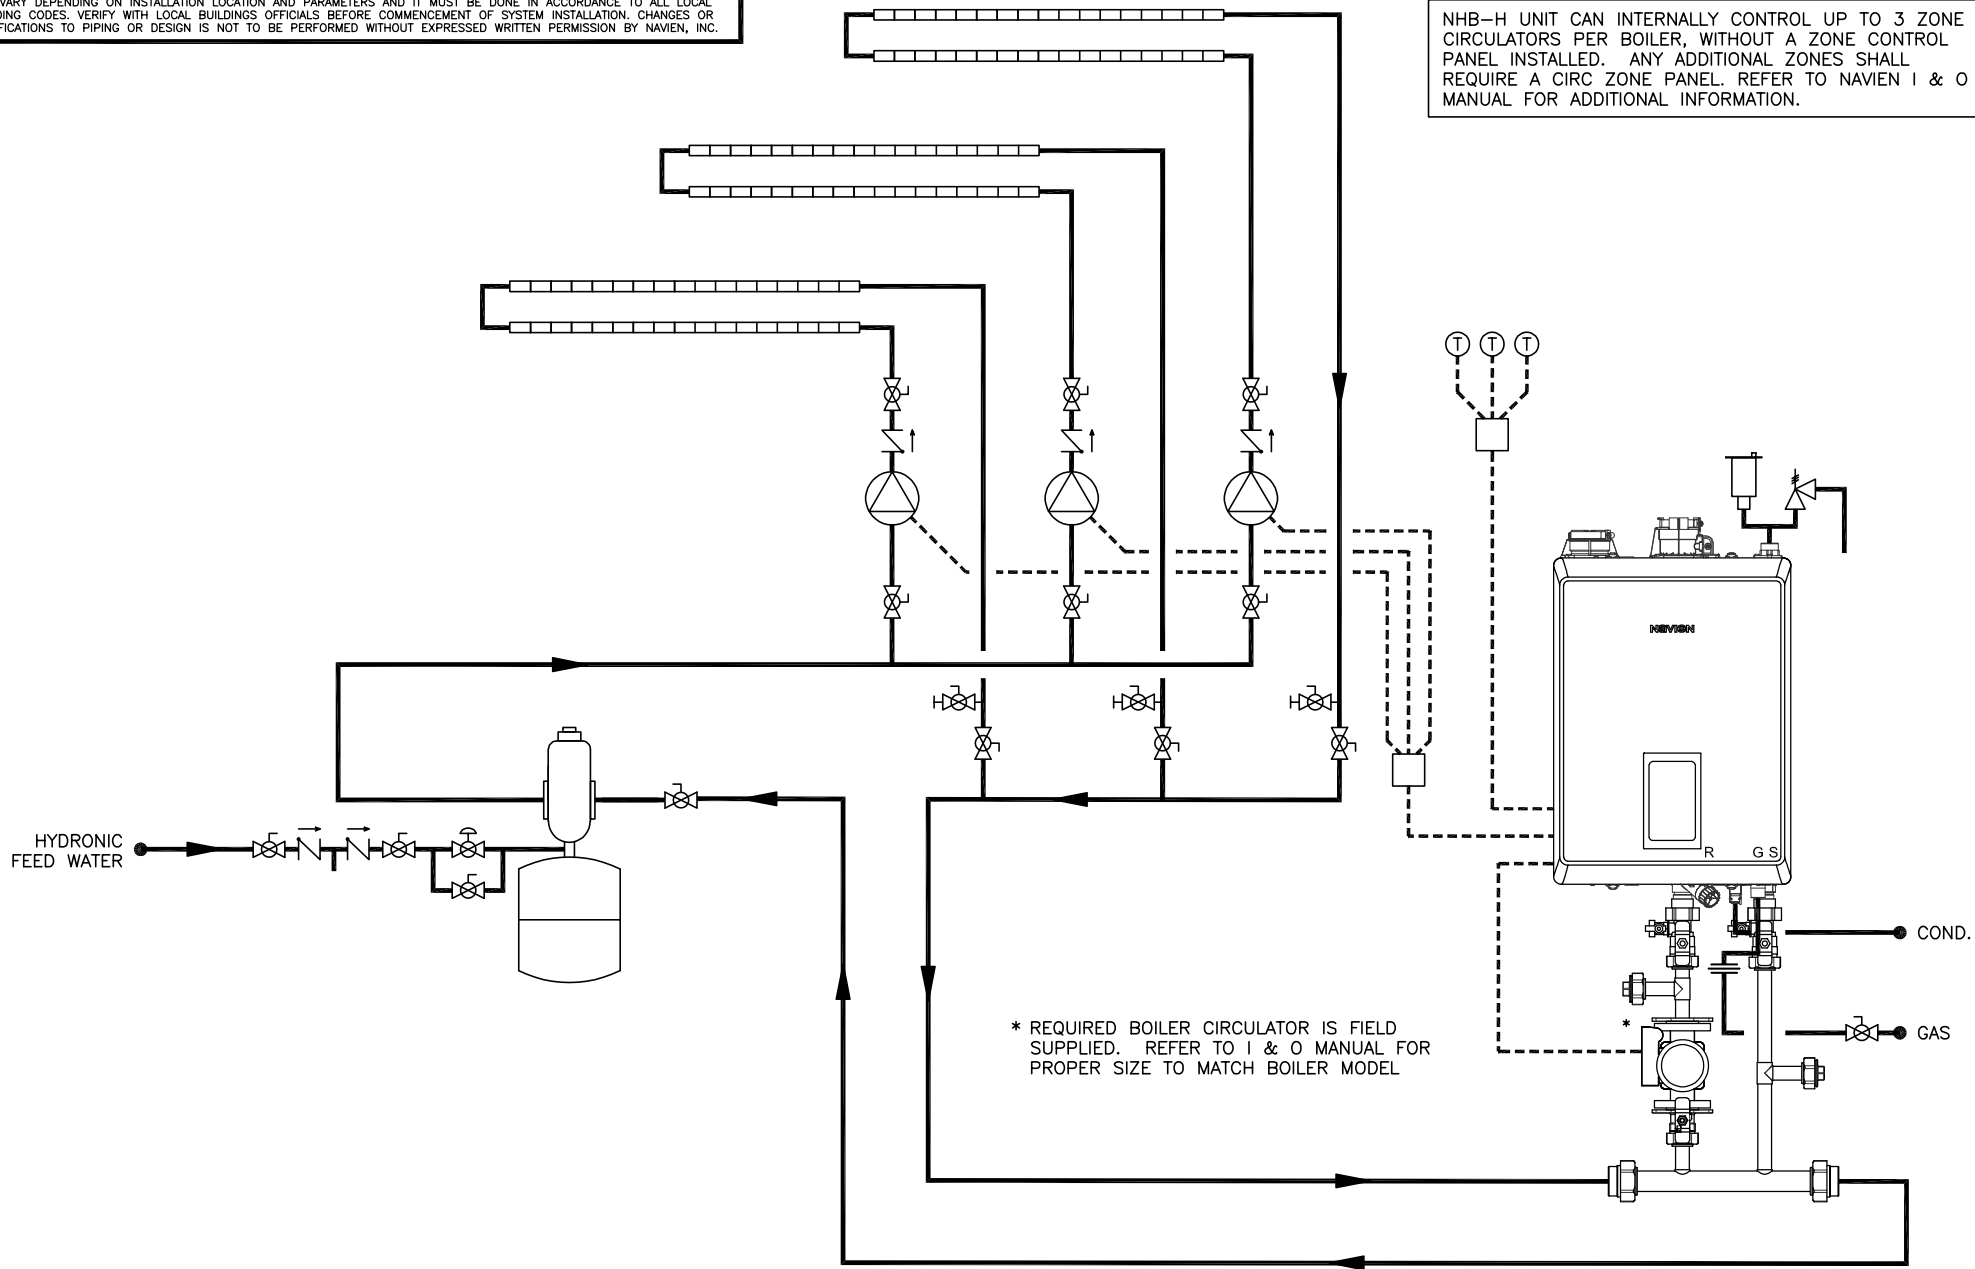 VARY DEPENDING ON INSTALLATION LOCATION AND PARAMETERS AND IT MUST BE DONE IN ACCORDANCE TO ALL LOCAL
CODES. VERIFY WITH LOCAL BUILDINGS OFFICIALS BEFORE COMMENCEMENT OF SYSTEM INSTALLATION. CHANGES OR
TO PIPING OR DESIGN IS NOT TO BE PERFORMED WITHOUT EXPRESSED WRITTEN PERMISSION BY NAVIEN, INC.
NHB-H UNIT CAN INTERNALLY CONTROL UP TO 3 ZONE
CIRCULATORS PER BOILER, WITHOUT A ZONE CONTROL
PANEL INSTALLED. ANY ADDITIONAL ZONES SHALL
REQUIRE A CIRC ZONE PANEL. REFER TO NAVIEN I & O
MANUAL FOR ADDITIONAL INFORMATION.
T T T
NAVIEN
HYDRONIC
FEED WATER
R G S
COND.
* REQUIRED BOILER CIRCULATOR IS FIELD
SUPPLIED. REFER TO I & O MANUAL FOR
PROPER SIZE TO MATCH BOILER MODEL
*
GAS